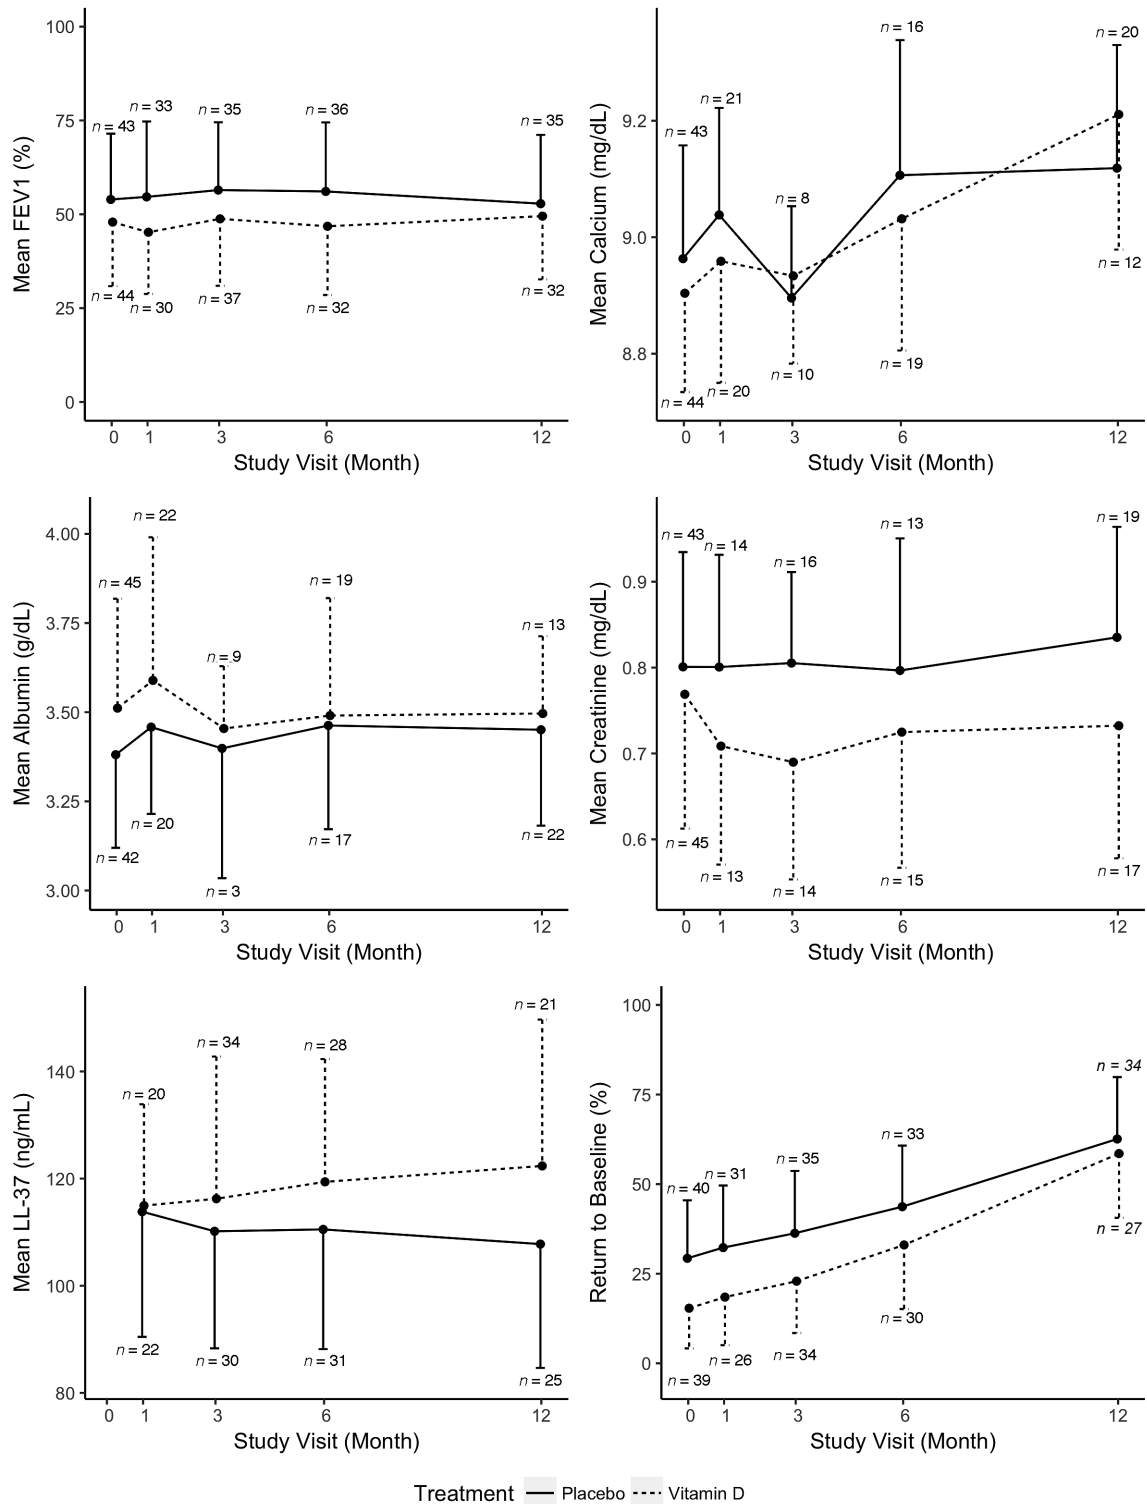 Mean FEV1 (%)
100
75
50
25
0
n = 43
n = 33
n = 35
n = 36
n = 35
n = 44
n = 30
n = 37
n = 32
n = 32
0 1 3 6 12
Study Visit (Month)
Mean Calcium (mg/dL)
9.2
9.0
8.8
n = 43
n = 21
n = 8
n = 16
n = 20
n = 44
n = 20
n = 10
n = 19
n = 12
0 1 3 6 12
Study Visit (Month)
Mean Albumin (g/dL)
4.00
3.75
3.50
3.25
3.00
n = 45
n = 22
n = 9
n = 19
n = 13
n = 42
n = 20
n = 3
n = 17
n = 22
0 1 3 6 12
Study Visit (Month)
Mean Creatinine (mg/dL)
0.9
0.8
0.7
0.6
n = 43
n = 14
n = 16
n = 13
n = 19
n = 45
n = 13
n = 14
n = 15
n = 17
0 1 3 6 12
Study Visit (Month)
Mean LL-37 (ng/mL)
140
120
100
80
n = 20
n = 34
n = 28
n = 21
n = 22
n = 30
n = 31
n = 25
0 1 3 6 12
Study Visit (Month)
Return to Baseline (%)
100
75
50
25
0
n = 40
n = 31
n = 35
n = 33
n = 34
n = 39
n = 26
n = 34
n = 30
n = 27
0 1 3 6 12
Study Visit (Month)
Treatment Placebo Vitamin D